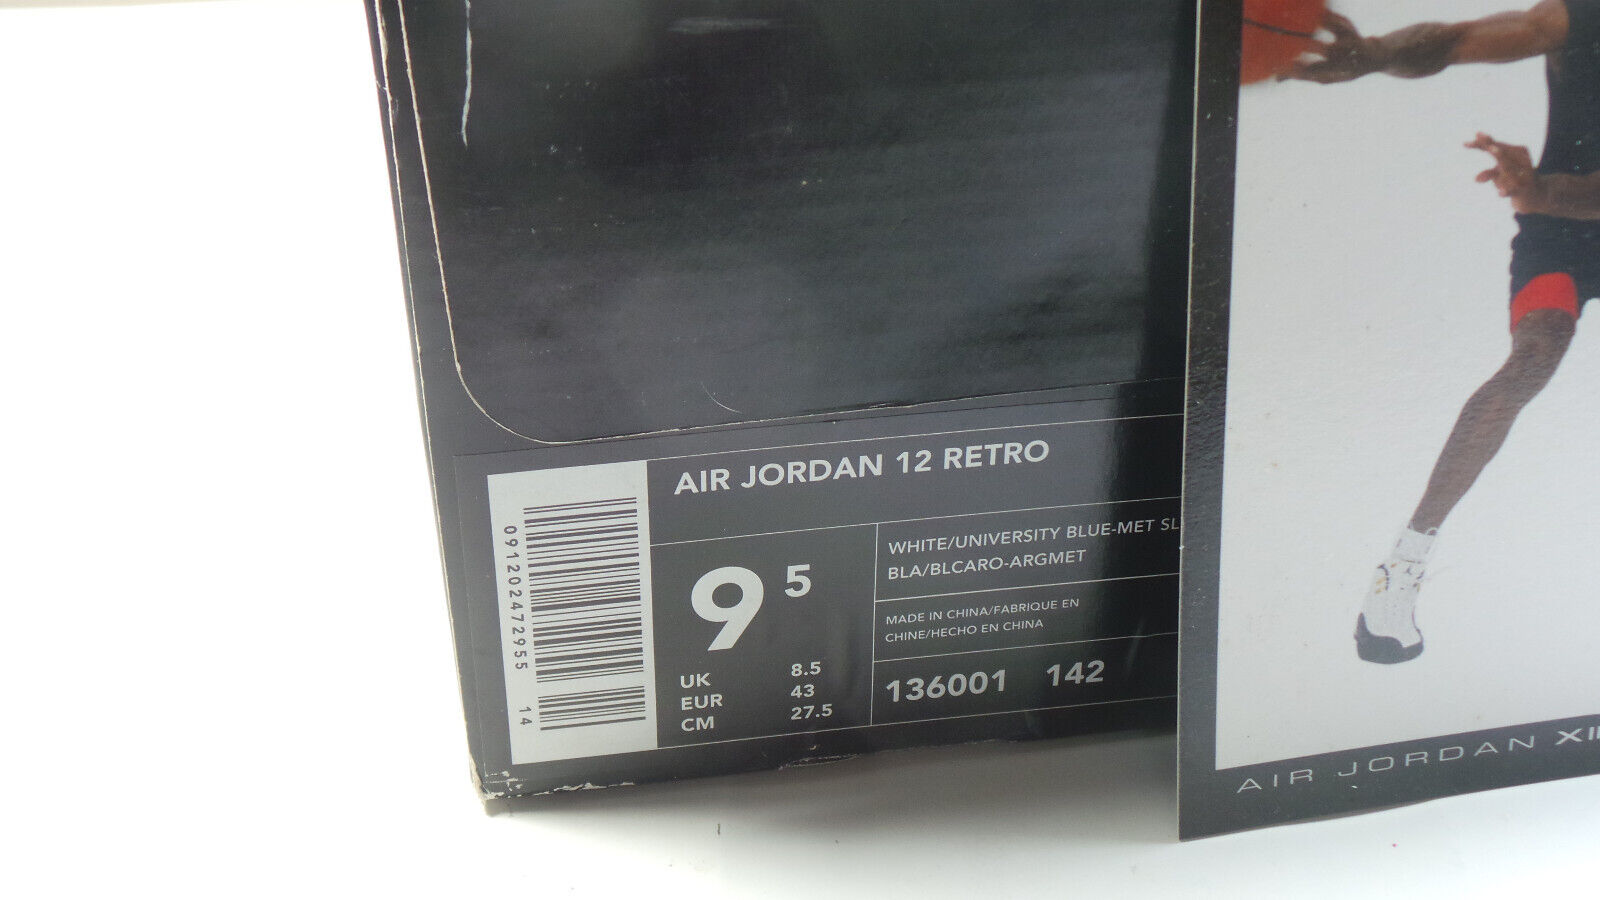 AIR JORDAN 12 RETRO
9 5
UK 8.5
EUR 43
CM 27.5
WHITE/UNIVERSITY BLUE-MET SL
BLA/BLCARO-ARGMET
MADE IN CHINA/FABRIQUE EN
CHINE/HECHO EN CHINA
136001 142
091202472955
14
AIR JORDAN XII